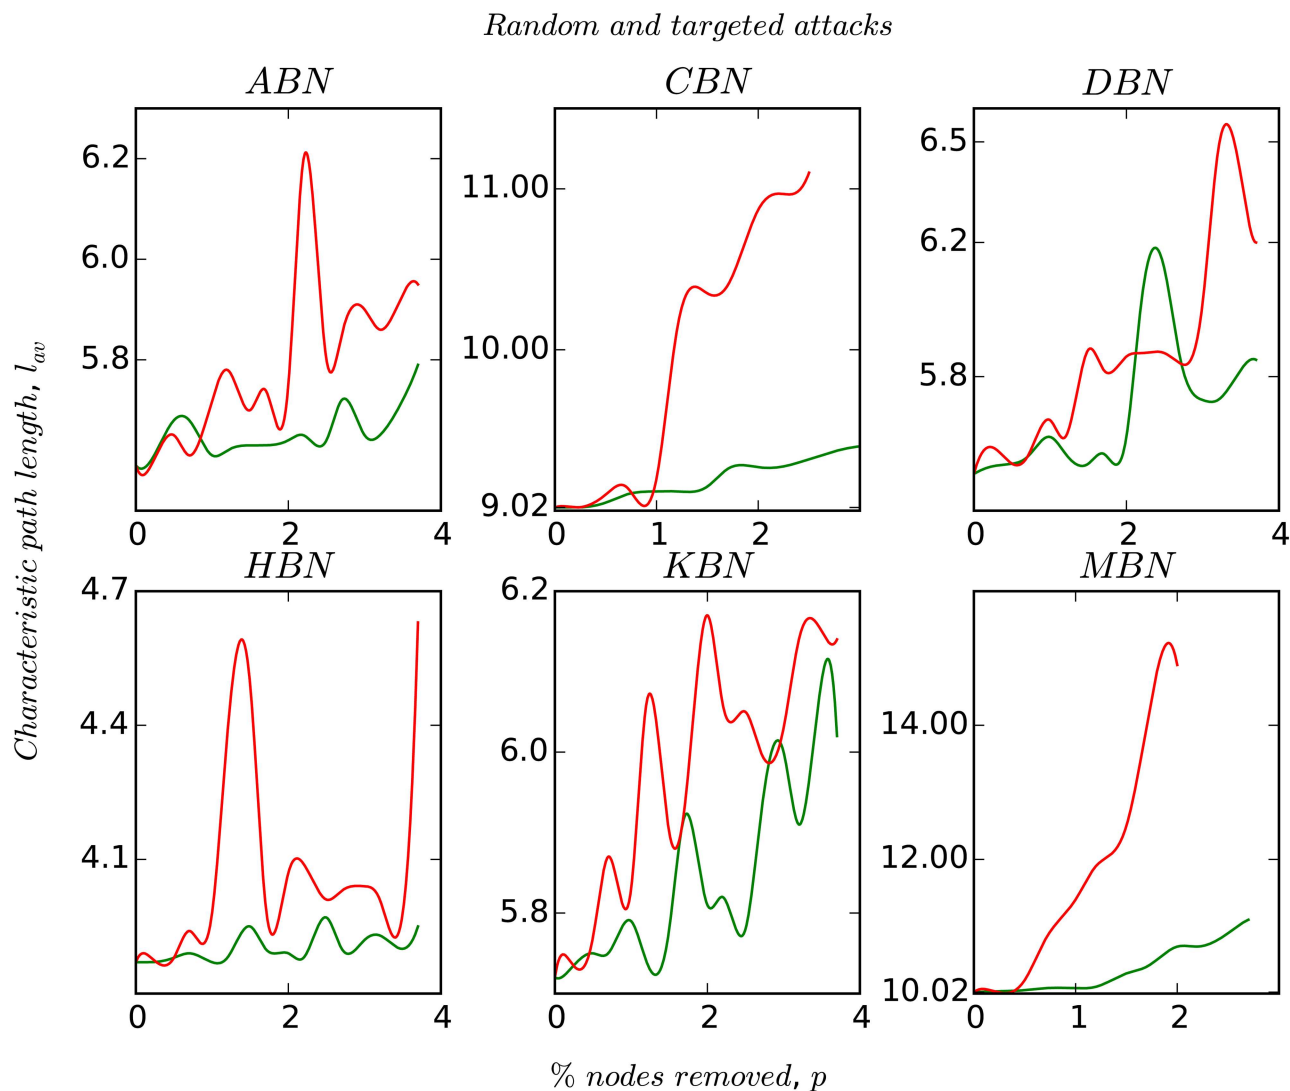 Random and targeted attacks
ABN
CBN
DBN
6.2
6.0
5.8
0 2 4
11.00
10.00
9.02
0 1 2
6.5
6.2
5.8
0 2 4
Characteristic path length, l_av
HBN
KBN
MBN
4.7
4.4
4.1
0 2 4
6.2
6.0
5.8
0 2 4
14.00
12.00
10.02
0 1 2
% nodes removed, p